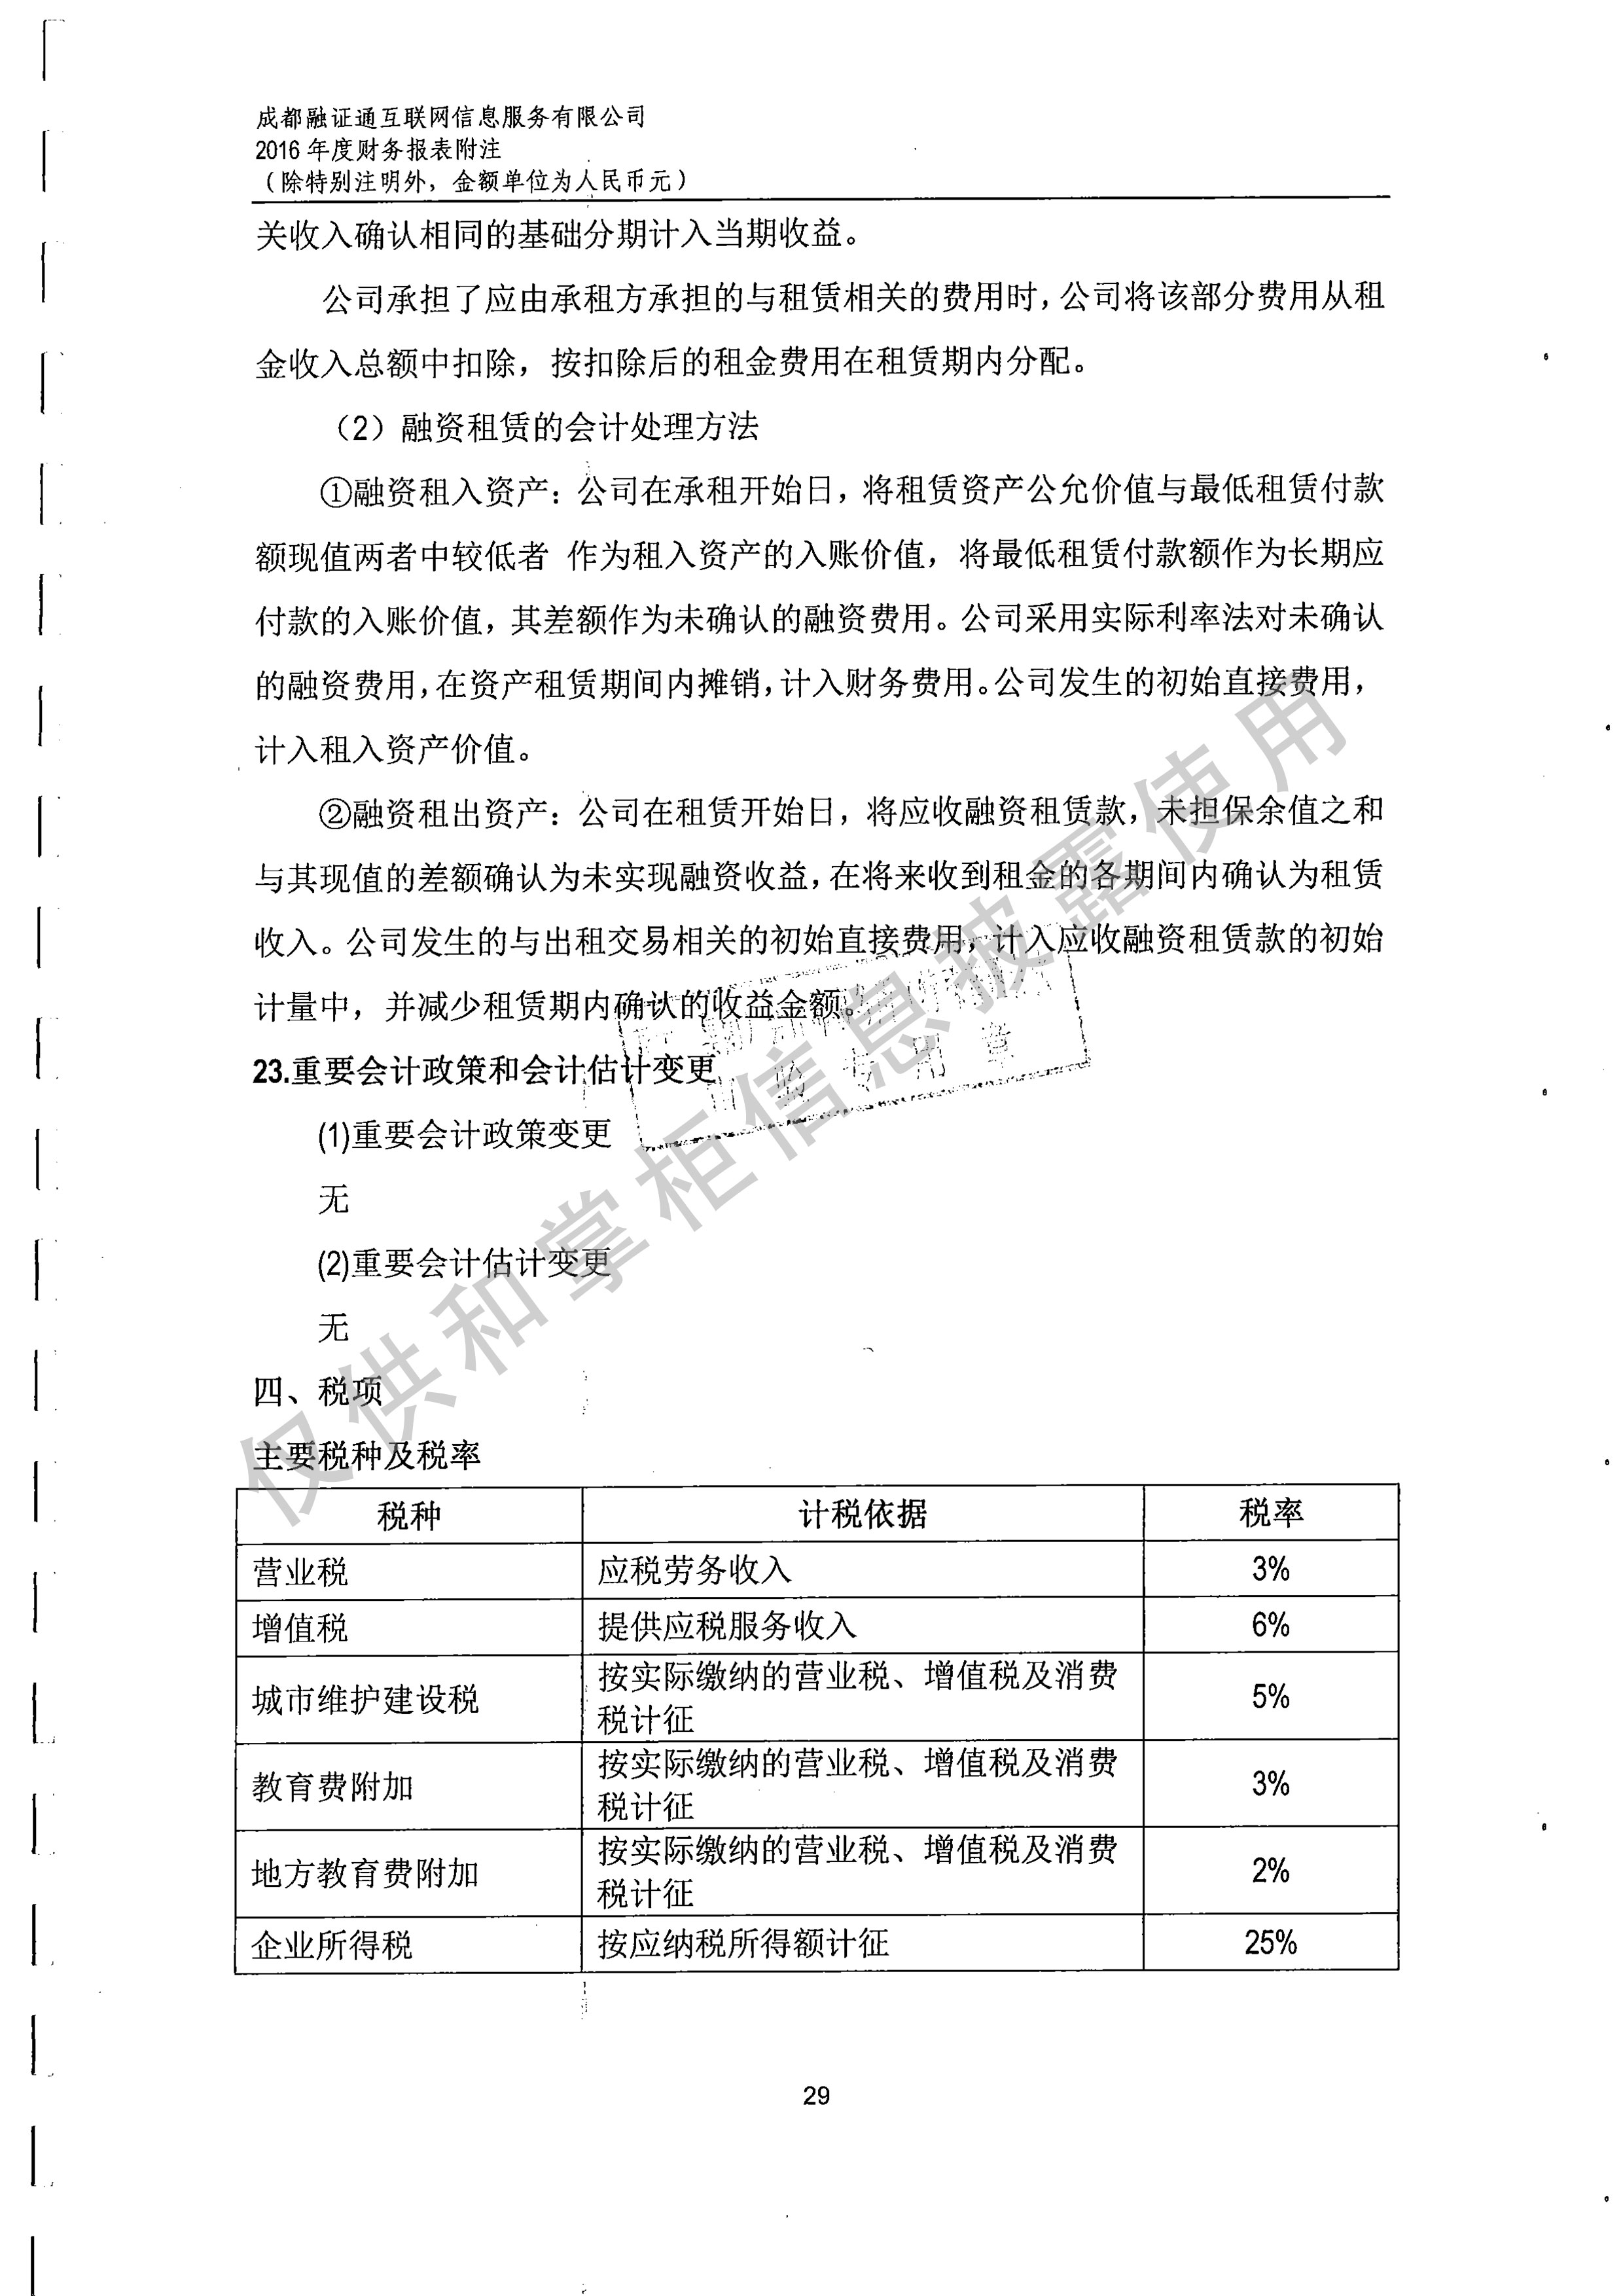 成都融证通互联网信息服务有限公司
2016 年度财务报表附注
（除特别注明外，金额单位为人民币元）
关收入确认相同的基础分期计入当期收益。
公司承担了应由承租方承担的与租赁相关的费用时，公司将该部分费用从租
金收入总额中扣除，按扣除后的租金费用在租赁期内分配。
（2）融资租赁的会计处理方法
①融资租入资产：公司在承租开始日，将租赁资产公允价值与最低租赁付款
额现值两者中较低者 作为租入资产的入账价值，将最低租赁付款额作为长期应
付款的入账价值，其差额作为未确认的融资费用。公司采用实际利率法对未确认
的融资费用，在资产租赁期间内摊销，计入财务费用。公司发生的初始直接费用，
计入租入资产价值。
②融资租出资产：公司在租赁开始日，将应收融资租赁款，未担保余值之和
与其现值的差额确认为未实现融资收益，在将来收到租金的各期间内确认为租赁
收入。公司发生的与出租交易相关的初始直接费用，计入应收融资租赁款的初始
计量中，并减少租赁期内确认的收益金额。
专用章
23.重要会计政策和会计估计变更
(1)重要会计政策变更
无
(2)重要会计估计变更
无
四、税项
主要税种及税率
税种 计税依据 税率
营业税 应税劳务收入 3%
增值税 提供应税服务收入 6%
城市维护建设税 按实际缴纳的营业税、增值税及消费
税计征 5%
教育费附加 按实际缴纳的营业税、增值税及消费
税计征 3%
地方教育费附加 按实际缴纳的营业税、增值税及消费
税计征 2%
企业所得税 按应纳税所得额计征 25%
29
仅供和掌柜信息披露使用